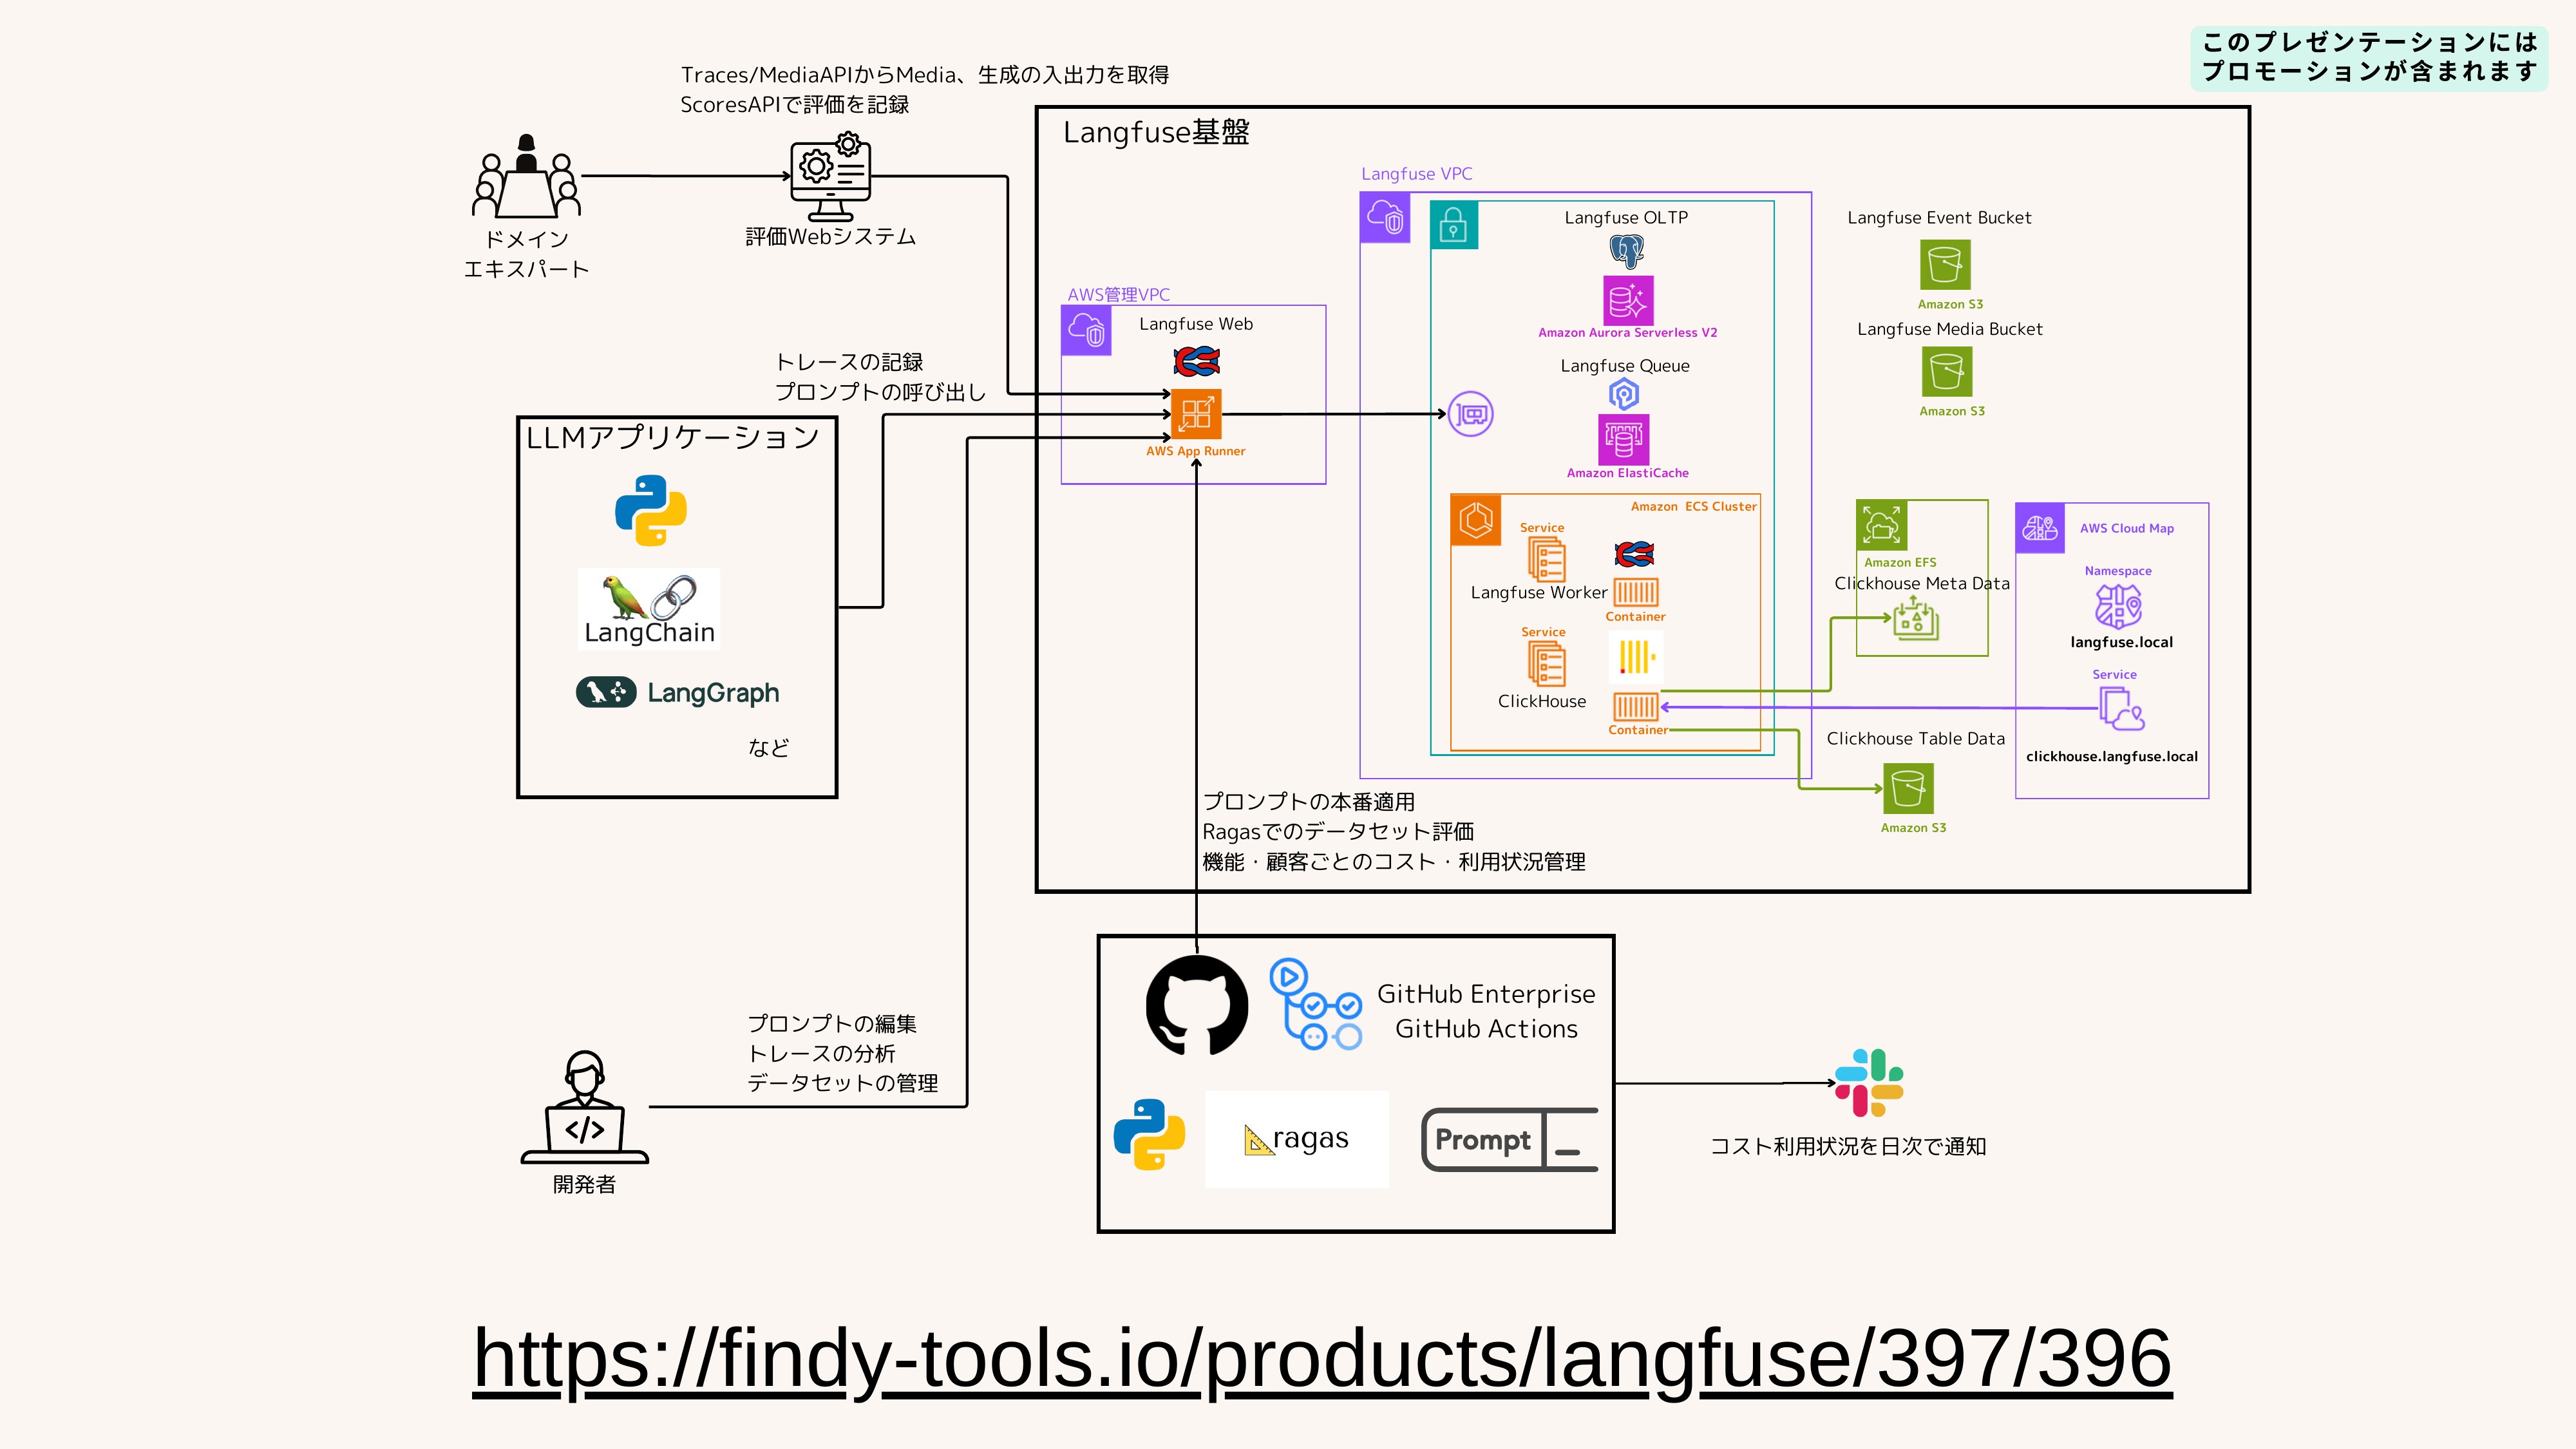 このプレゼンテーションには
プロモーションが含まれます
Traces/MediaAPIからMedia、生成の入出力を取得
ScoresAPIで評価を記録
ドメイン
エキスパート
評価Webシステム
Langfuse基盤
AWS管理VPC
Langfuse Web
AWS App Runner
トレースの記録
プロンプトの呼び出し
LLMアプリケーション
LangChain
LangGraph
など
Langfuse VPC
Langfuse OLTP
Amazon Aurora Serverless V2
Langfuse Queue
Amazon ElastiCache
Amazon ECS Cluster
Service
Langfuse Worker
Container
Service
ClickHouse
Container
Langfuse Event Bucket
Amazon S3
Langfuse Media Bucket
Amazon S3
Amazon EFS
Clickhouse Meta Data
Clickhouse Table Data
Amazon S3
AWS Cloud Map
Namespace
langfuse.local
Service
clickhouse.langfuse.local
プロンプトの本番適用
Ragasでのデータセット評価
機能・顧客ごとのコスト・利用状況管理
プロンプトの編集
トレースの分析
データセットの管理
開発者
GitHub Enterprise
GitHub Actions
ragas
Prompt
コスト利用状況を日次で通知
https://findy-tools.io/products/langfuse/397/396